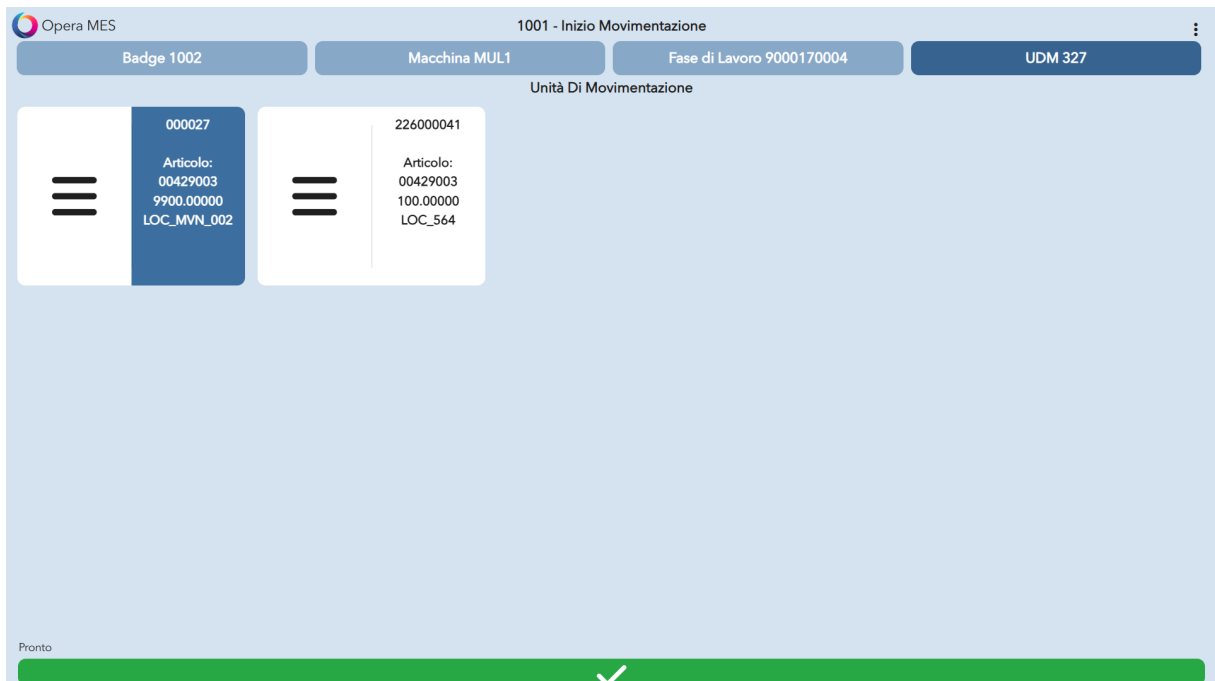 Opera MES
1001 - Inizio Movimentazione
Badge 1002
Macchina MUL1
Fase di Lavoro 9000170004
UDM 327
Unità Di Movimentazione
000027
Articolo:
00429003
9900.00000
LOC_MVN_002
226000041
Articolo:
00429003
100.00000
LOC_564
Pronto